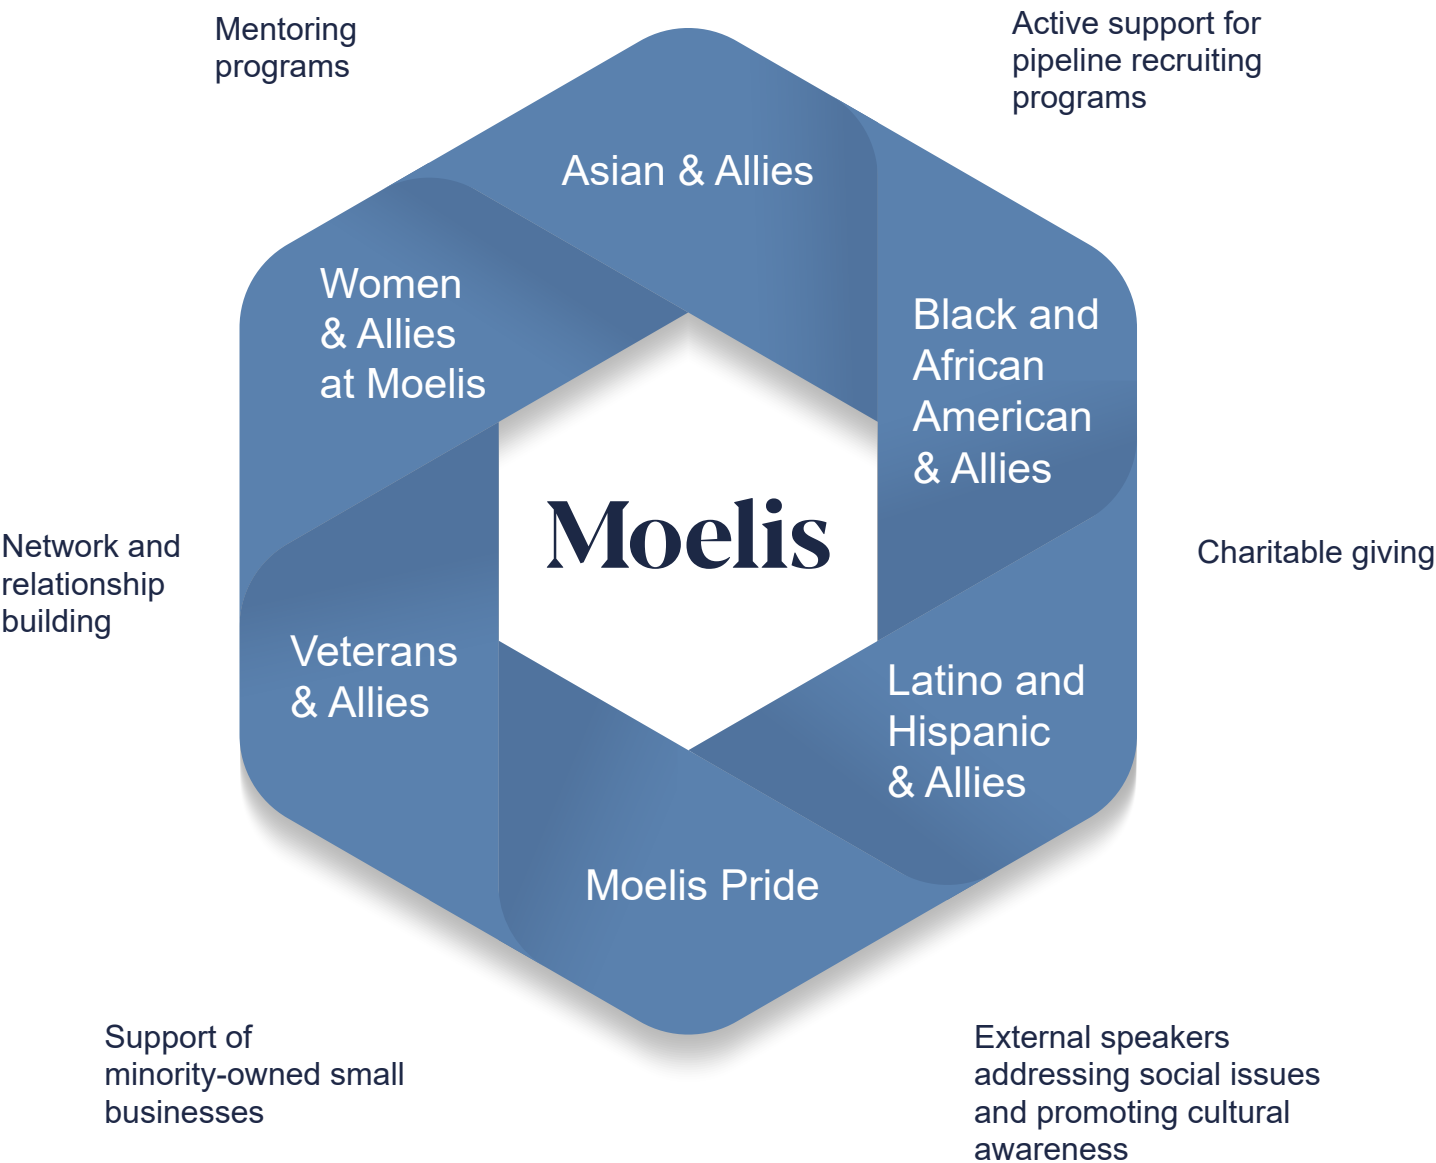 Mentoring
programs
Active support for
pipeline recruiting
programs
Asian & Allies
Women
& Allies
at Moelis
Black and
African
American
& Allies
Moelis
Network and
relationship
building
Charitable giving
Veterans
& Allies
Latino and
Hispanic
& Allies
Moelis Pride
Support of
minority-owned small
businesses
External speakers
addressing social issues
and promoting cultural
awareness